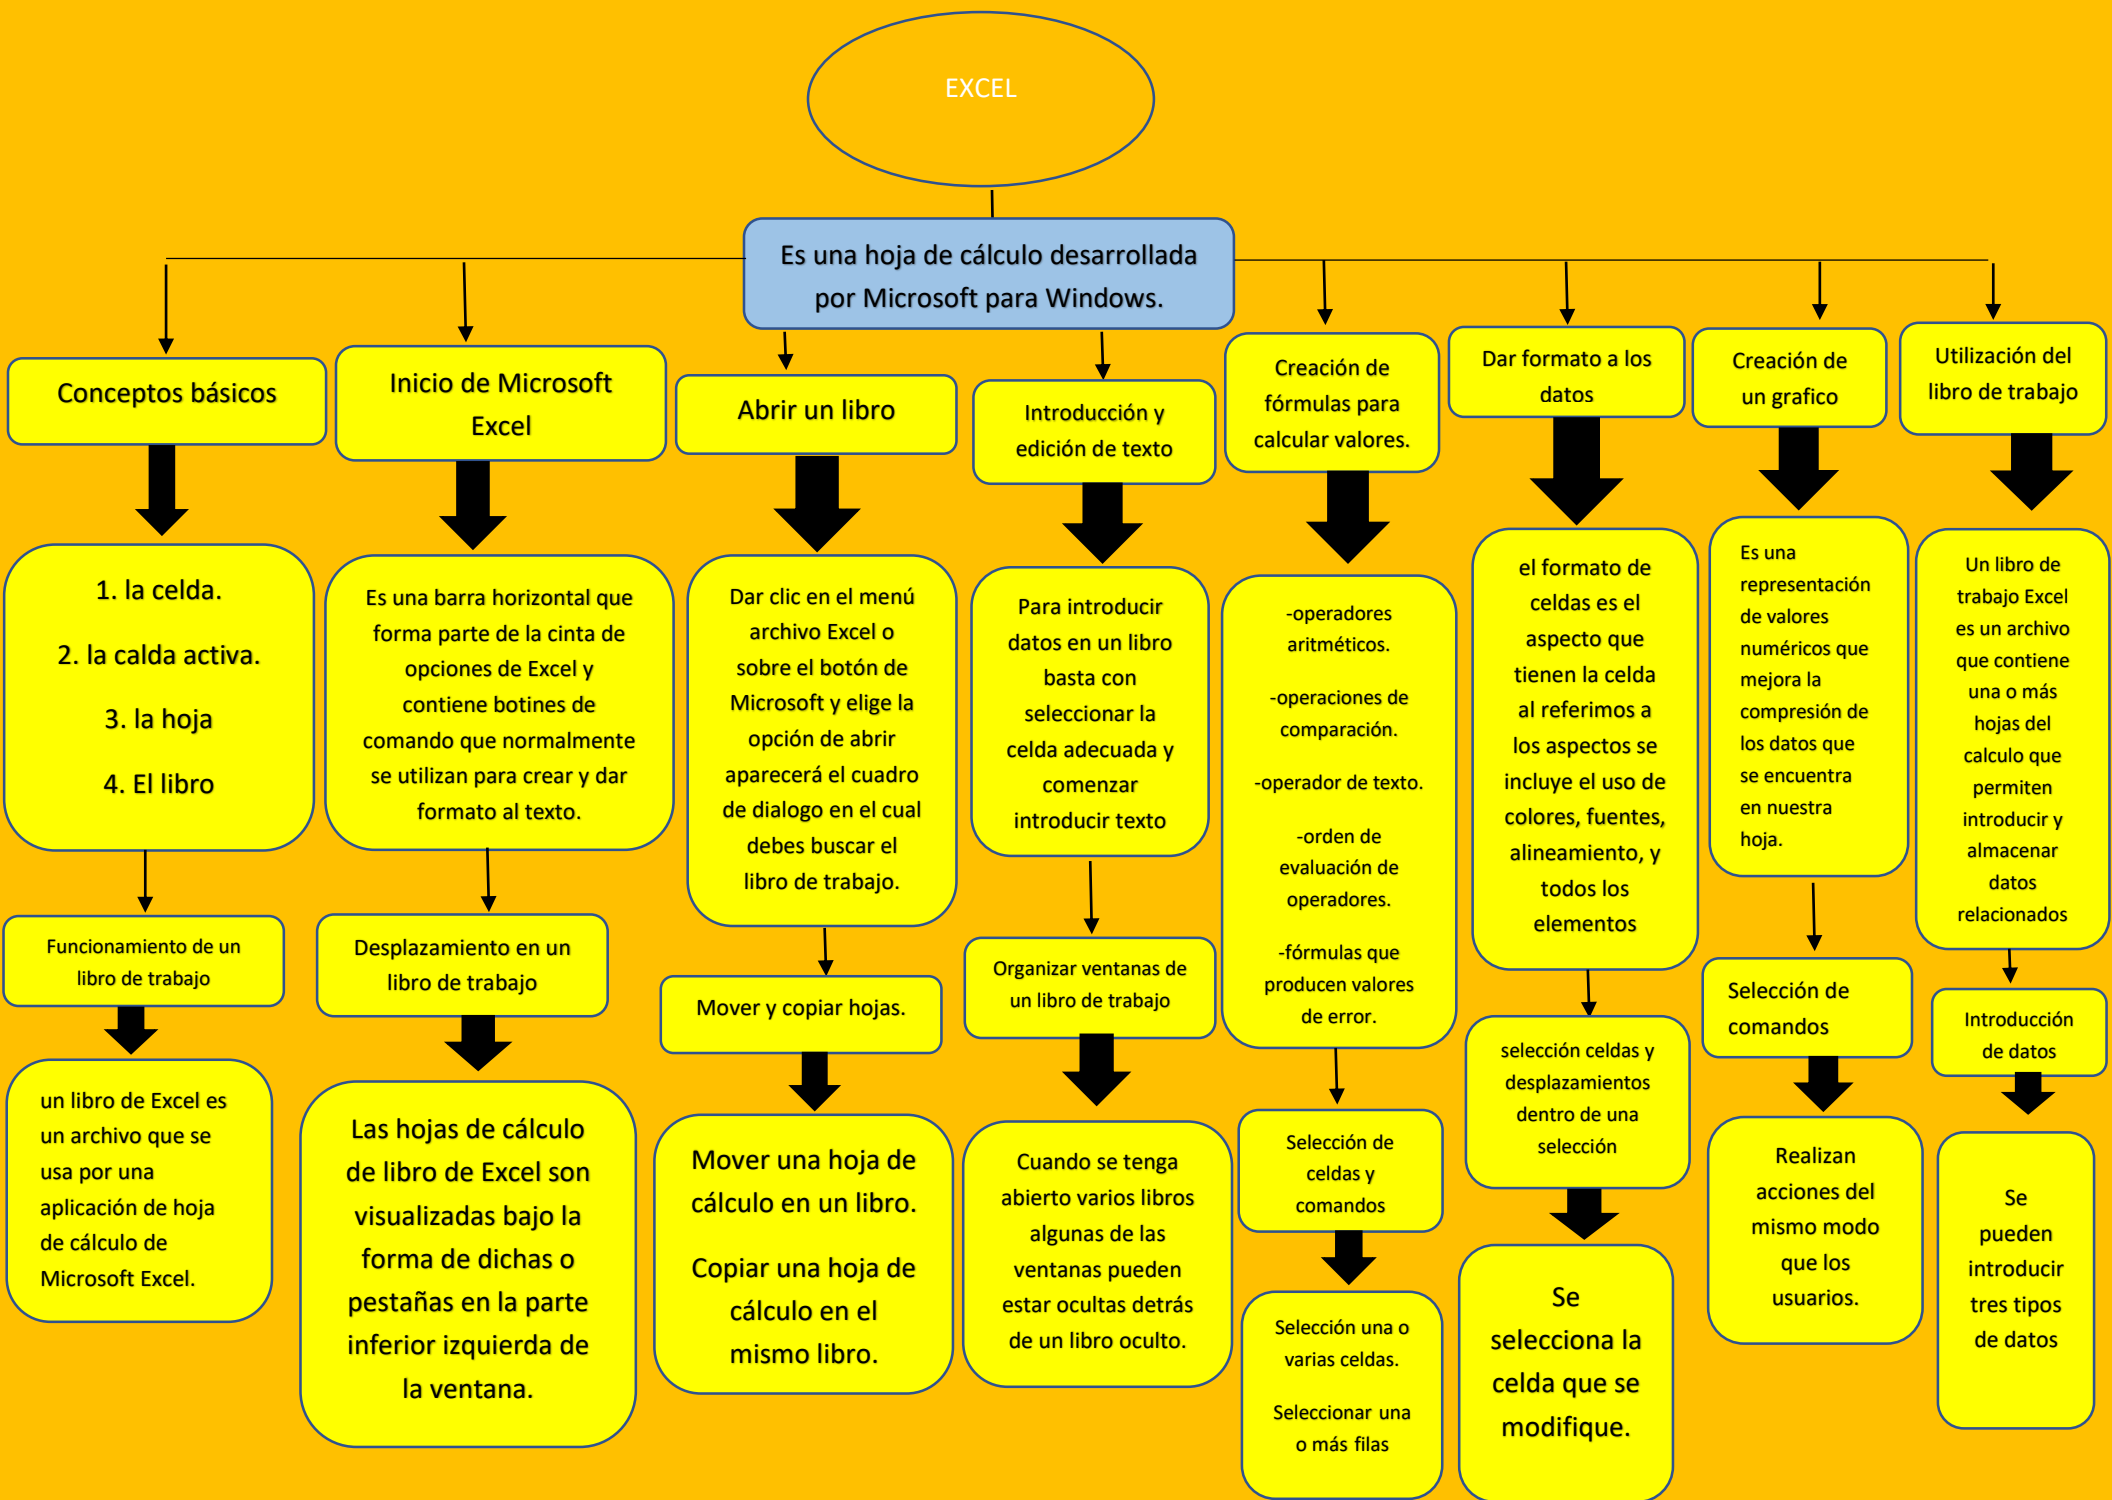 EXCEL
Es una hoja de cálculo desarrollada
por Microsoft para Windows.
Conceptos básicos
Inicio de Microsoft
Excel
Abrir un libro
Introducción y
edición de texto
Creación de
fórmulas para
calcular valores.
Dar formato a los
datos
Creación de
un grafico
Utilización del
libro de trabajo
1. la celda.
2. la calda activa.
3. la hoja
4. El libro
Es una barra horizontal que
forma parte de la cinta de
opciones de Excel y
contiene botines de
comando que normalmente
se utilizan para crear y dar
formato al texto.
Dar clic en el menú
archivo Excel o
sobre el botón de
Microsoft y elige la
opción de abrir
aparecerá el cuadro
de dialogo en el cual
debes buscar el
libro de trabajo.
Para introducir
datos en un libro
basta con
seleccionar la
celda adecuada y
comenzar
introducir texto
-operadores
aritméticos.
-operaciones de
comparación.
-operador de texto.
-orden de
evaluación de
operadores.
-fórmulas que
producen valores
de error.
el formato de
celdas es el
aspecto que
tienen la celda
al referimos a
los aspectos se
incluye el uso de
colores, fuentes,
alineamiento, y
todos los
elementos
Es una
representación
de valores
numéricos que
mejora la
compresión de
los datos que
se encuentra
en nuestra
hoja.
Un libro de
trabajo Excel
es un archivo
que contiene
una o más
hojas del
calculo que
permiten
introducir y
almacenar
datos
relacionados
Funcionamiento de un
libro de trabajo
Desplazamiento en un
libro de trabajo
Mover y copiar hojas.
Organizar ventanas de
un libro de trabajo
Selección de
celdas y
comandos
selección celdas y
desplazamientos
dentro de una
selección
Selección de
comandos
Introducción
de datos
un libro de Excel es
un archivo que se
usa por una
aplicación de hoja
de cálculo de
Microsoft Excel.
Las hojas de cálculo
de libro de Excel son
visualizadas bajo la
forma de dichas o
pestañas en la parte
inferior izquierda de
la ventana.
Mover una hoja de
cálculo en un libro.
Copiar una hoja de
cálculo en el
mismo libro.
Cuando se tenga
abierto varios libros
algunas de las
ventanas pueden
estar ocultas detrás
de un libro oculto.
Selección una o
varias celdas.
Seleccionar una
o más filas
Se
selecciona la
celda que se
modifique.
Realizan
acciones del
mismo modo
que los
usuarios.
Se
pueden
introducir
tres tipos
de datos